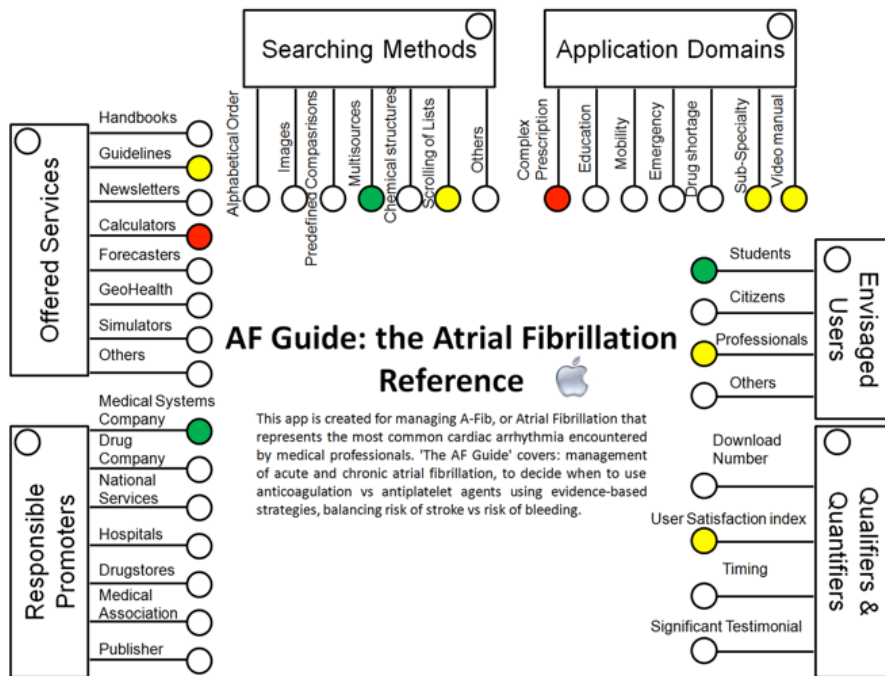 Searching Methods
Alphabetical Order
Images
Predefined Compasrisons
Multisources
Chemical structures
Scrolling of Lists
Others
Application Domains
Complex
Prescription
Education
Mobility
Emergency
Drug shortage
Sub-Specialty
Video manual
Offered Services
Handbooks
Guidelines
Newsletters
Calculators
Forecasters
GeoHealth
Simulators
Others
Envisaged
Users
Students
Citizens
Professionals
Others
AF Guide: the Atrial Fibrillation
Reference
This app is created for managing A-Fib, or Atrial Fibrillation that
represents the most common cardiac arrhythmia encountered
by medical professionals. 'The AF Guide' covers: management
of acute and chronic atrial fibrillation, to decide when to use
anticoagulation vs antiplatelet agents using evidence-based
strategies, balancing risk of stroke vs risk of bleeding.
Responsible
Promoters
Medical Systems
Company
Drug
Company
National
Services
Hospitals
Drugstores
Medical
Association
Publisher
Qualifiers &
Quantifiers
Download
Number
User Satisfaction index
Timing
Significant Testimonial